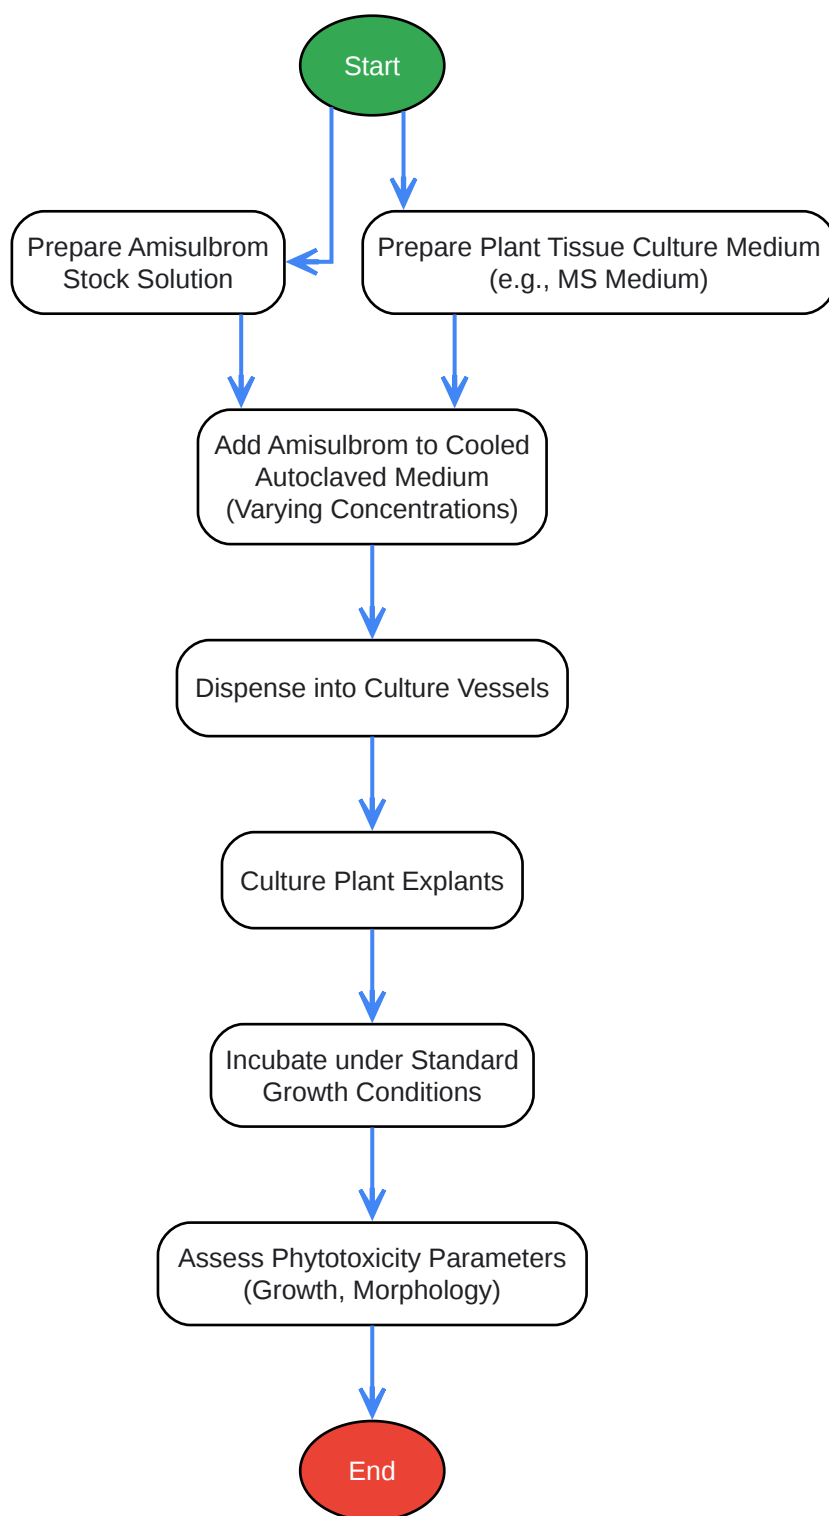 Start
Prepare Amisulbrom
Stock Solution
Prepare Plant Tissue Culture Medium
(e.g., MS Medium)
Add Amisulbrom to Cooled
Autoclaved Medium
(Varying Concentrations)
Dispense into Culture Vessels
Culture Plant Explants
Incubate under Standard
Growth Conditions
Assess Phytotoxicity Parameters
(Growth, Morphology)
End